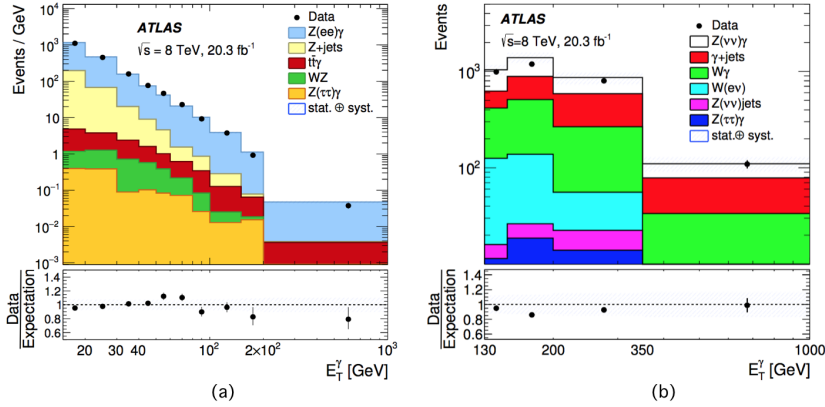 Events / GeV
10⁴
10³
10²
10
1
10⁻¹
10⁻²
10⁻³
ATLAS
√s = 8 TeV, 20.3 fb⁻¹
Data
Z(ee)γ
Z+jets
tt̄γ
WZ
Z(ττ)γ
stat. ⊕ syst.
Data
Expectation
1.4
1.2
1
0.8
0.6
20 30 40 10² 2×10² 10³
E_T^γ [GeV]
(a)
Events
10³
10²
ATLAS
√s=8 TeV, 20.3 fb⁻¹
Data
Z(νν)γ
γ+jets
Wγ
W(eν)
Z(νν)jets
Z(ττ)γ
stat.⊕ syst.
Data
Expectation
1.4
1.2
1
0.8
0.6
0.4
130 200 350 1000
E_T^γ [GeV]
(b)